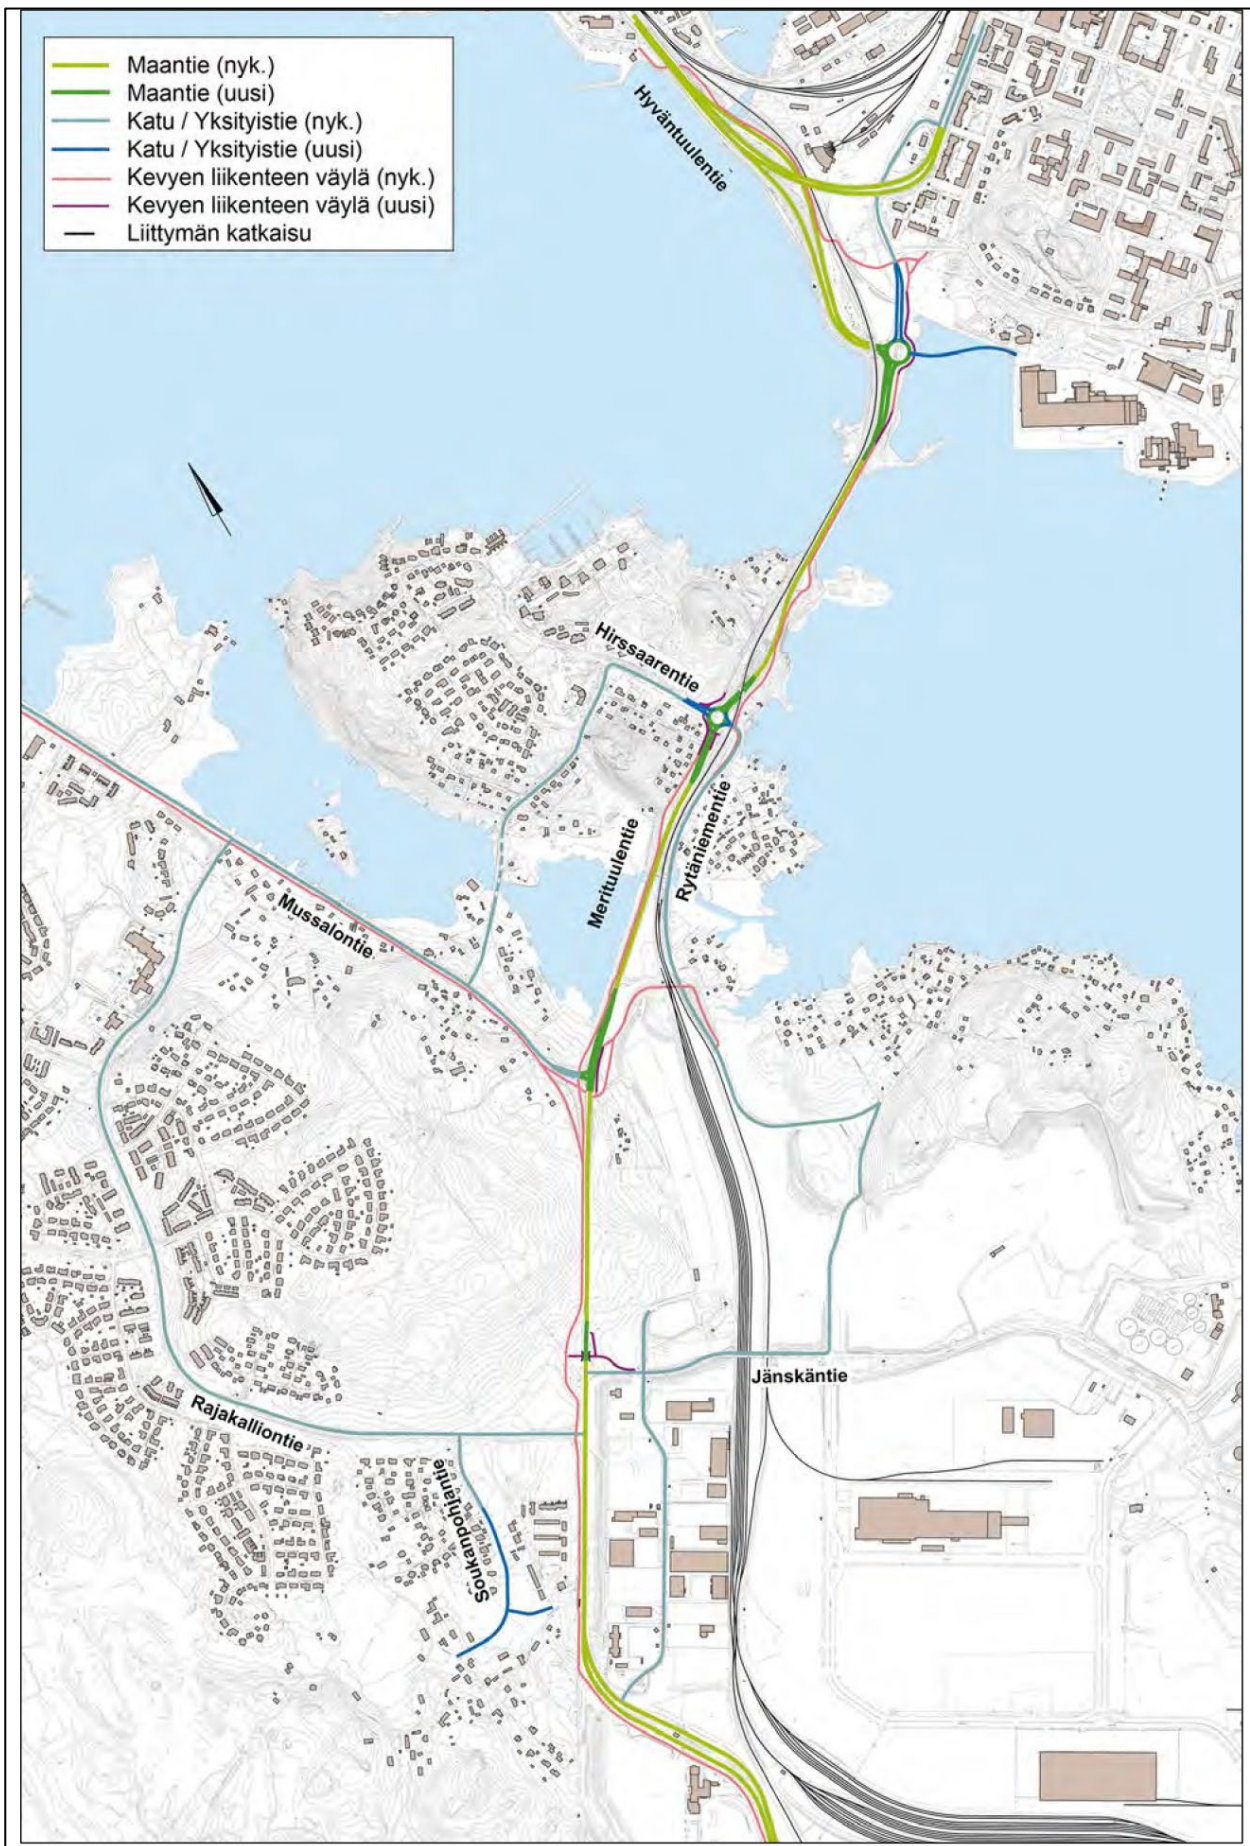 Maantie (nyk.)
Maantie (uusi)
Katu / Yksityistie (nyk.)
Katu / Yksityistie (uusi)
Kevyen liikenteen väylä (nyk.)
Kevyen liikenteen väylä (uusi)
Liittymän katkaisu
Hyväntuulentie
Hirssaarentie
Merituulentie
Rytäniementie
Mussalontie
Jänskäntie
Rajakalliontie
Soukanpohjantie